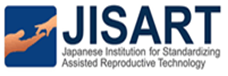 JISART
Japanese Institution for Standardizing
Assisted Reproductive Technology